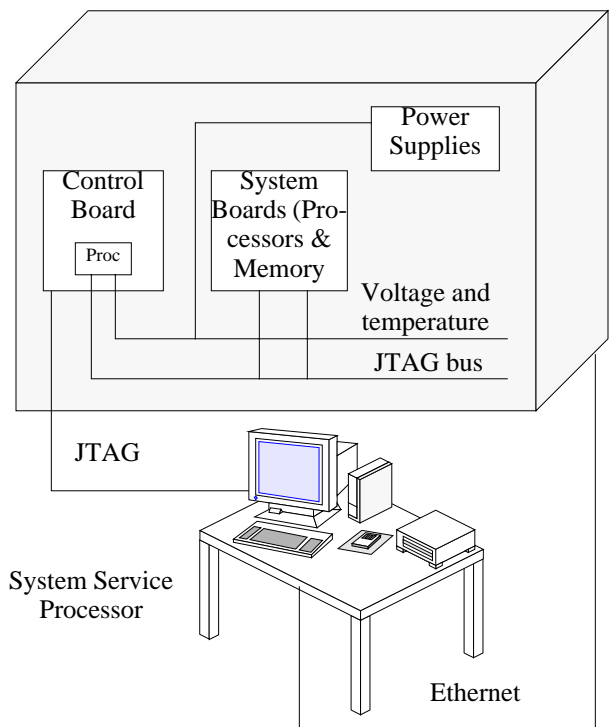 Power
Supplies
Control
Board
Proc
System
Boards (Pro-
cessors &
Memory
Voltage and
temperature
JTAG bus
JTAG
System Service
Processor
Ethernet